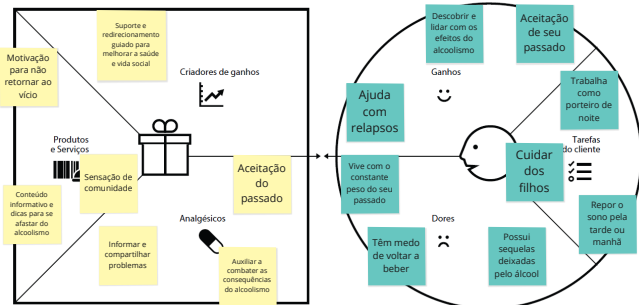 Suporte e
redirecionamento
guiado para
melhorar a saúde
e vida social
Motivação
para não
retornar ao
vício
Criadores de ganhos
Produtos
e Serviços
Sensação de
comunidade
Aceitação
do
passado
Conteúdo
informativo e
dicas para se
afastar do
alcoolismo
Analgésicos
Informar e
compartilhar
problemas
Auxiliar a
combater as
consequências
do alcoolismo
Descobrir e
lidar com os
efeitos do
alcoolismo
Aceitação
de seu
passado
Ganhos
Ajuda
com
relapsos
Trabalha
como
porteiro de
noite
Tarefas
do cliente
Cuidar
dos
filhos
Vive com o
constante
peso do seu
passado
Dores
Repor o
sono pela
tarde ou
manhã
Têm medo
de voltar a
beber
Possui
sequelas
deixadas
pelo álcool